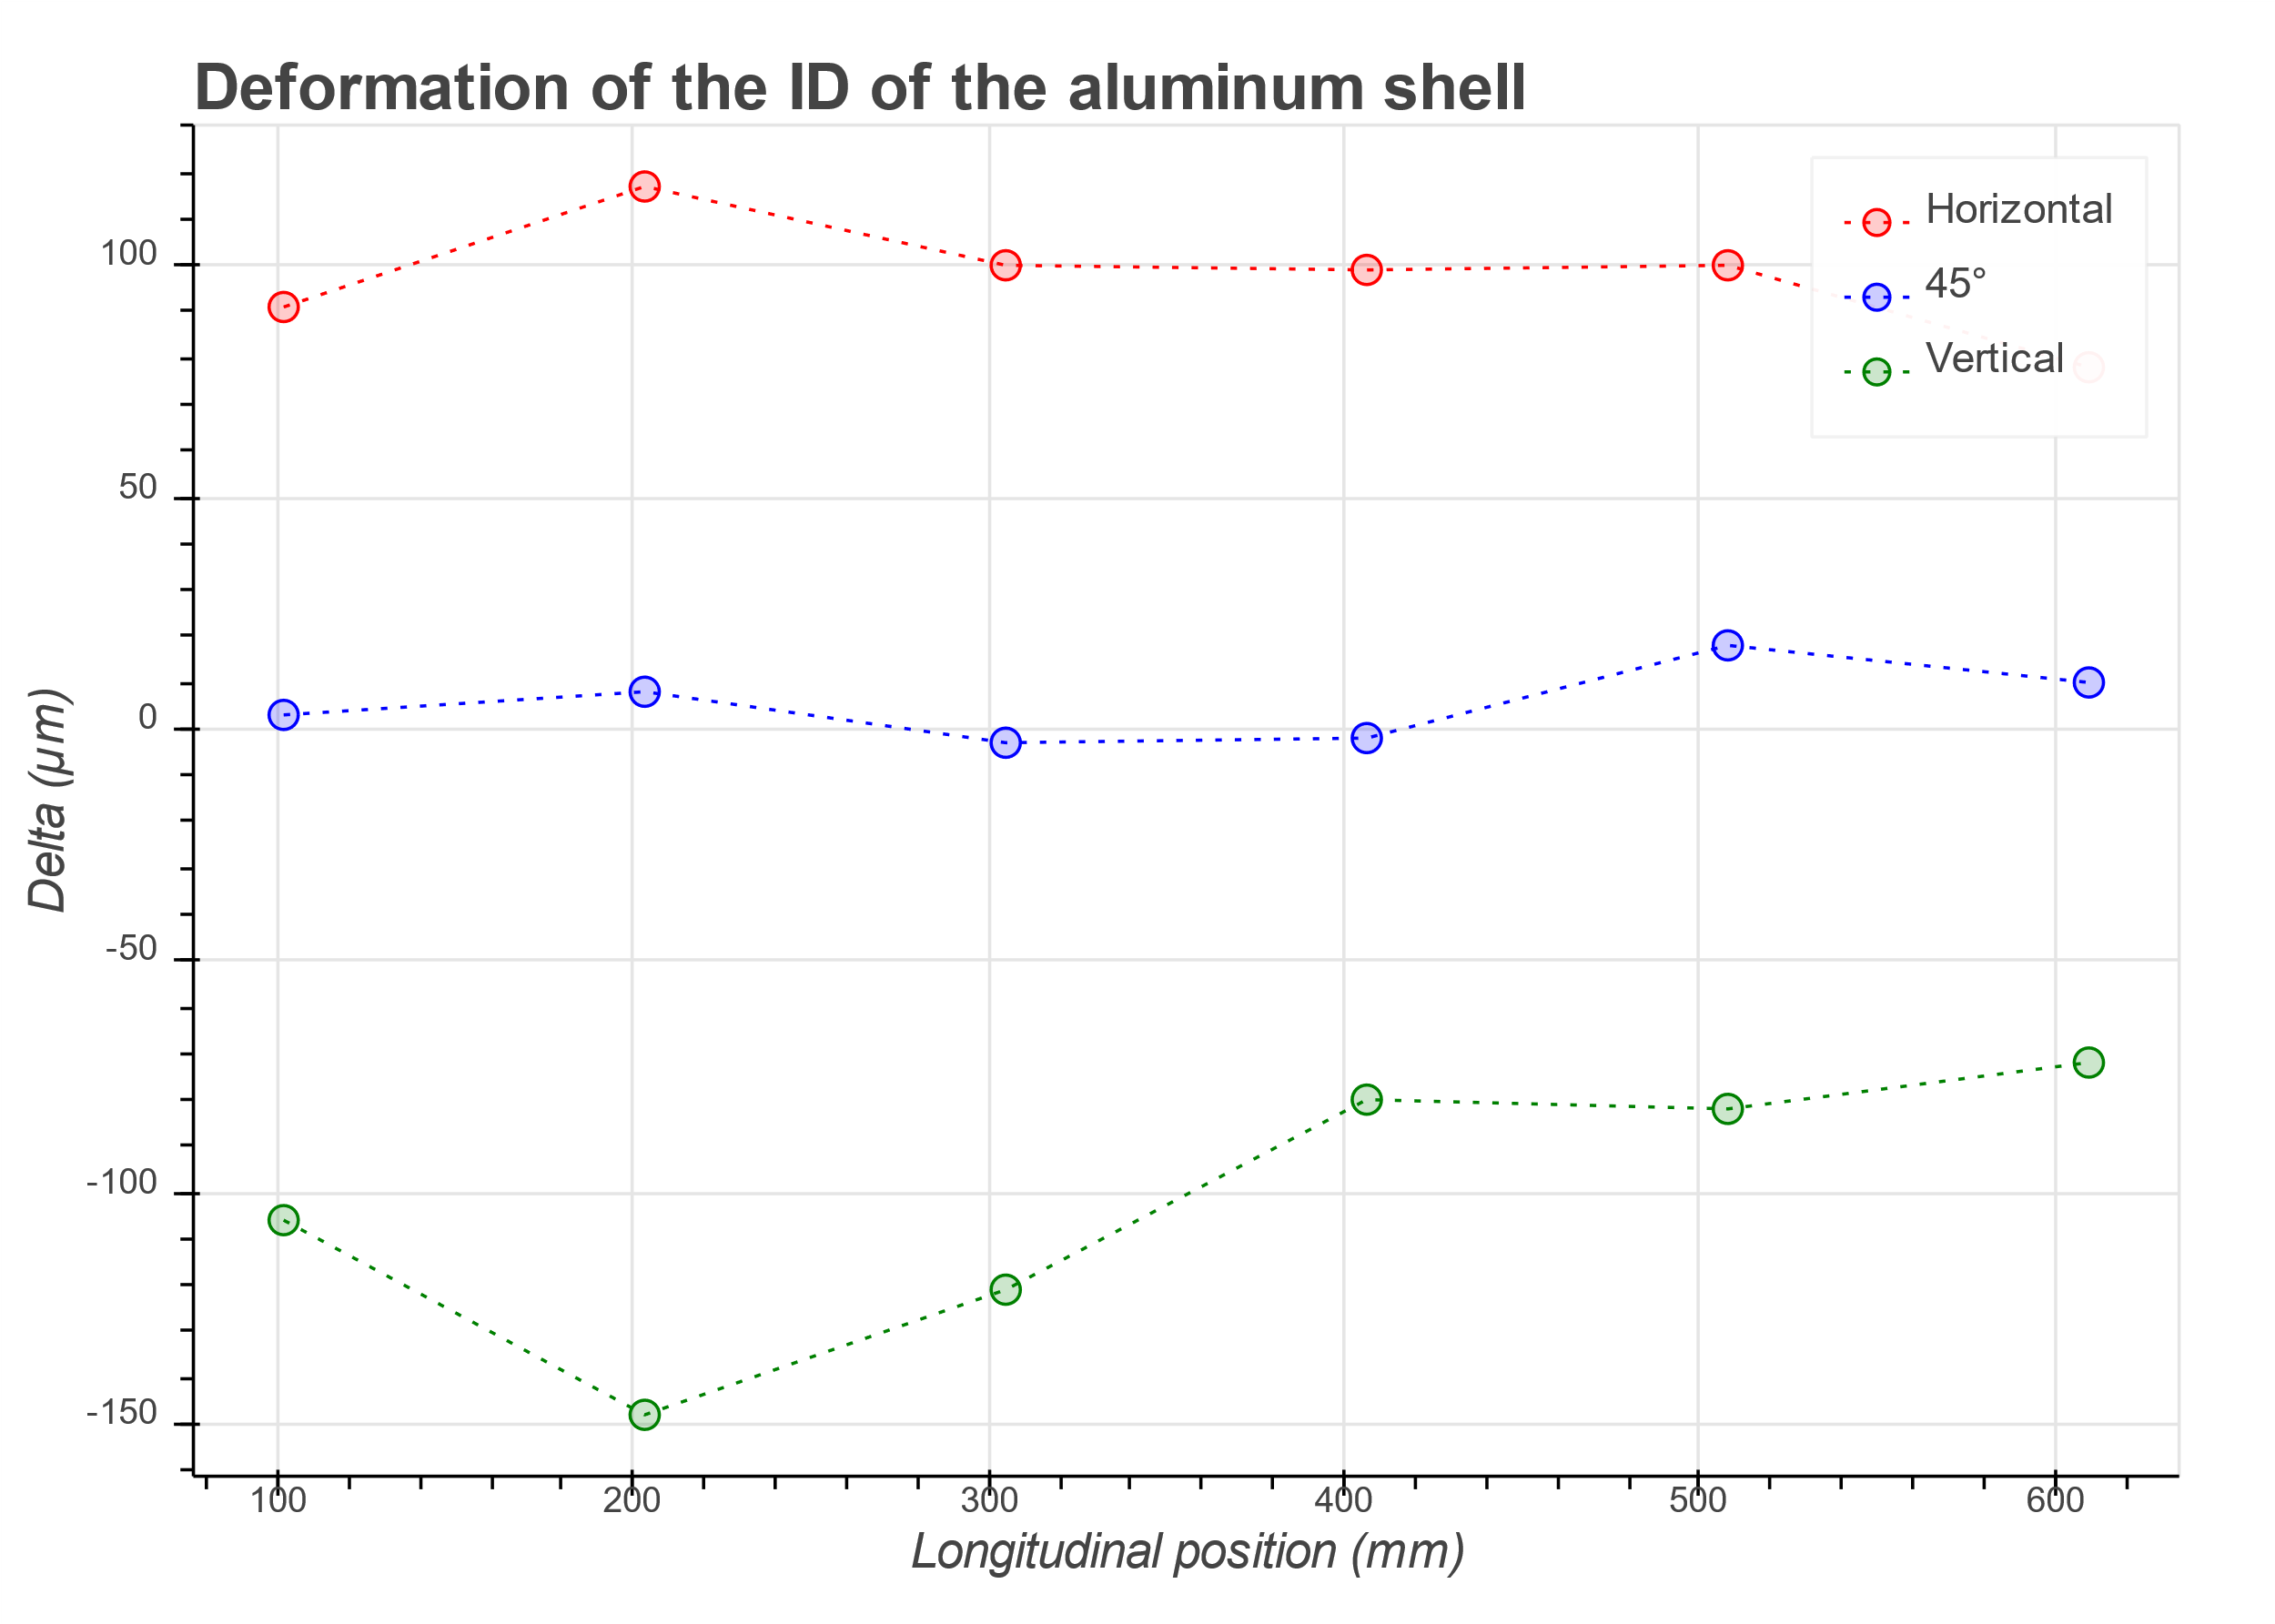 Deformation of the ID of the aluminum shell
Horizontal
45°
Vertical
100
50
0
-50
-100
-150
Delta (μm)
100 200 300 400 500 600
Longitudinal position (mm)